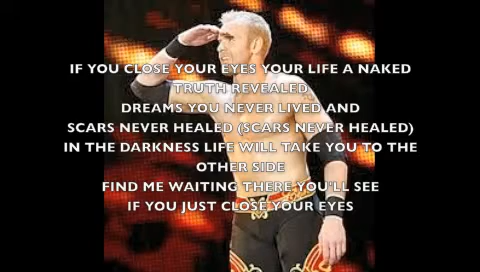 IF YOU CLOSE YOUR EYES YOUR LIFE A NAKED
TRUTH REVEALED
DREAMS YOU NEVER LIVED AND
SCARS NEVER HEALED (SCARS NEVER HEALED)
IN THE DARKNESS LIFE WILL TAKE YOU TO THE
OTHER SIDE
FIND ME WAITING THERE YOU'LL SEE
IF YOU JUST CLOSE YOUR EYES